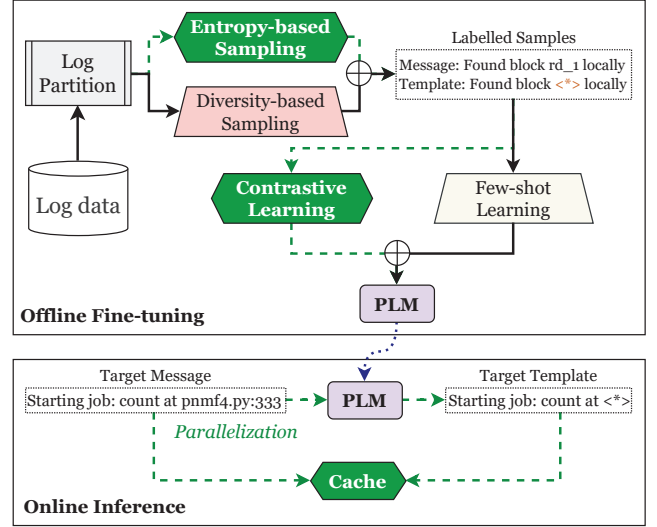 Entropy-based
Sampling
Log
Partition
Diversity-based
Sampling
Labelled Samples
Message: Found block rd_1 locally
Template: Found block <*> locally
Log data
Contrastive
Learning
Few-shot
Learning
PLM
Offline Fine-tuning
Target Message
Starting job: count at pnmf4.py:333
PLM
Target Template
Starting job: count at <*>
Parallelization
Cache
Online Inference